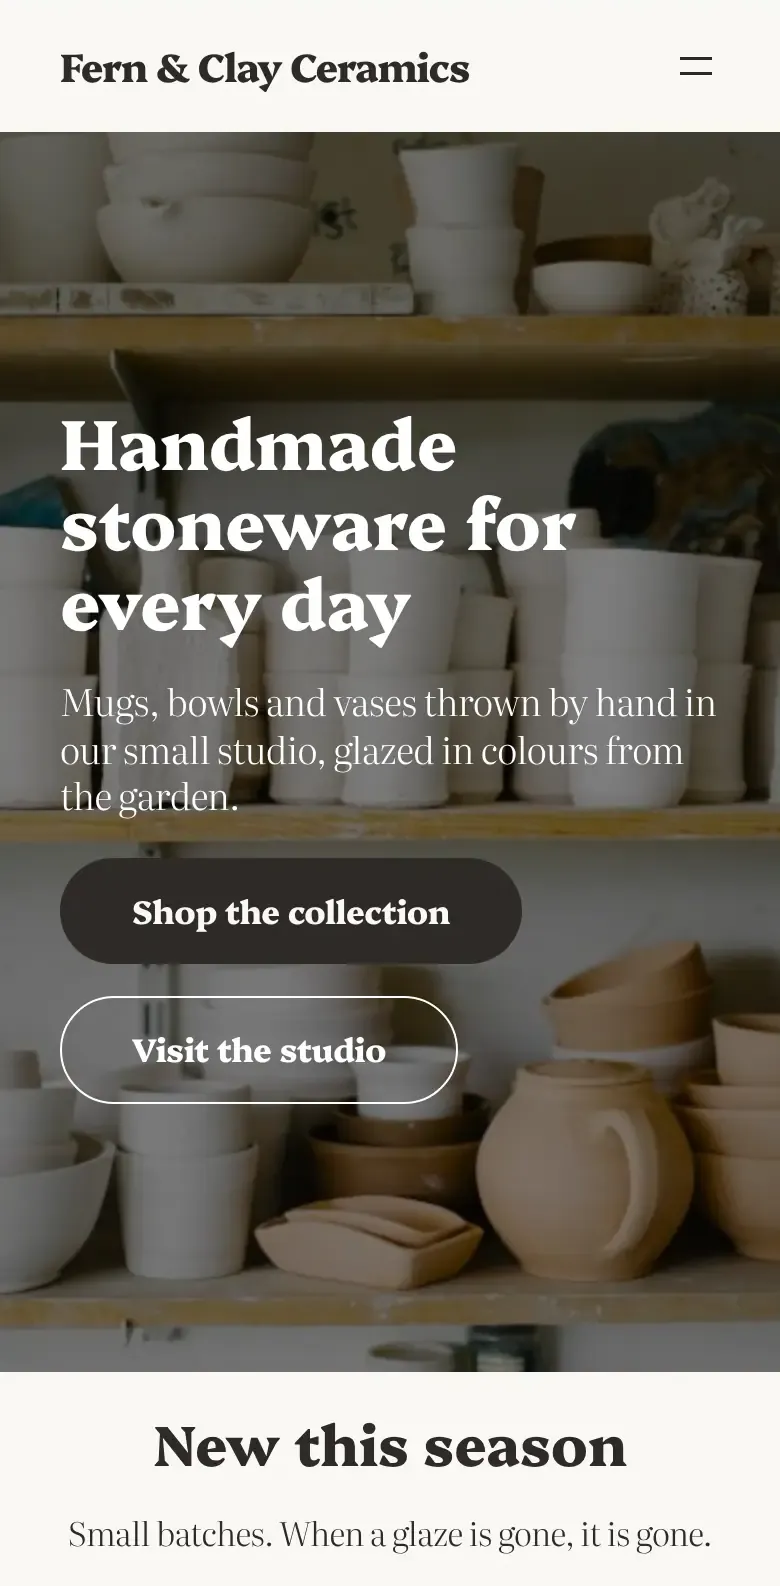 Fern & Clay Ceramics
Handmade
stoneware for
every day
Mugs, bowls and vases thrown by hand in
our small studio, glazed in colours from
the garden.
Shop the collection
Visit the studio
New this season
Small batches. When a glaze is gone, it is gone.